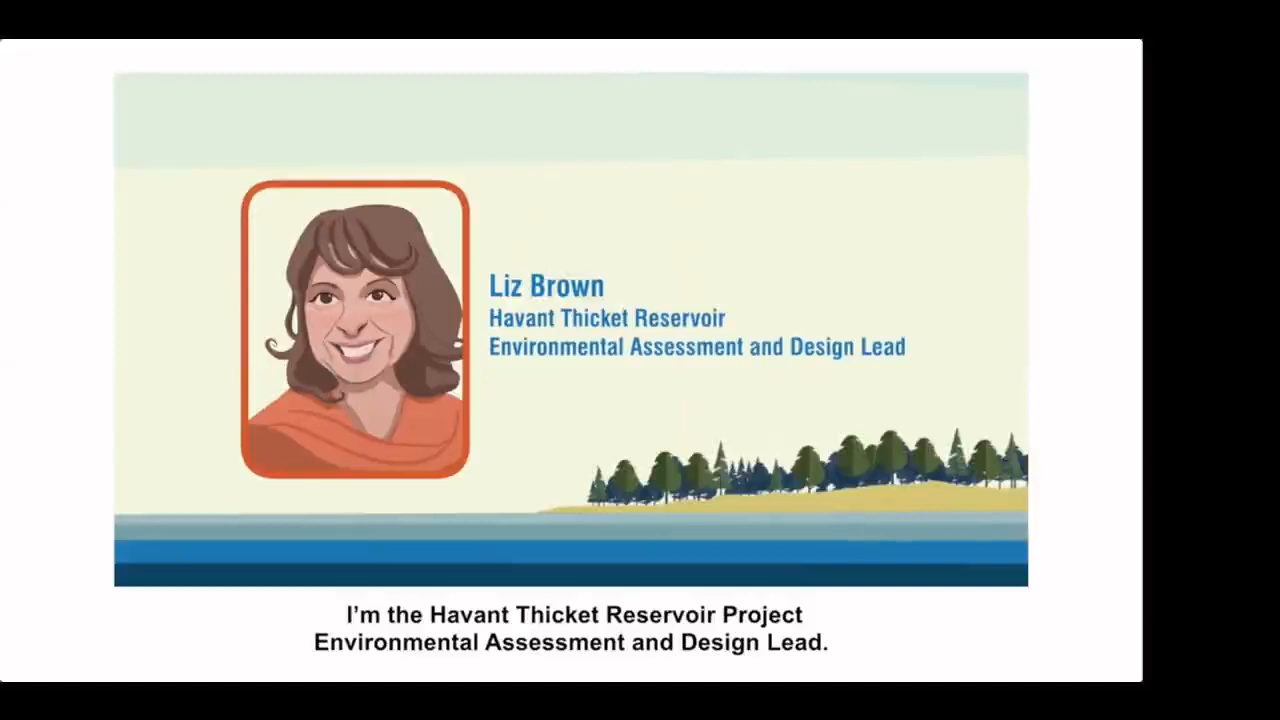 Liz Brown
Havant Thicket Reservoir
Environmental Assessment and Design Lead
I’m the Havant Thicket Reservoir Project
Environmental Assessment and Design Lead.